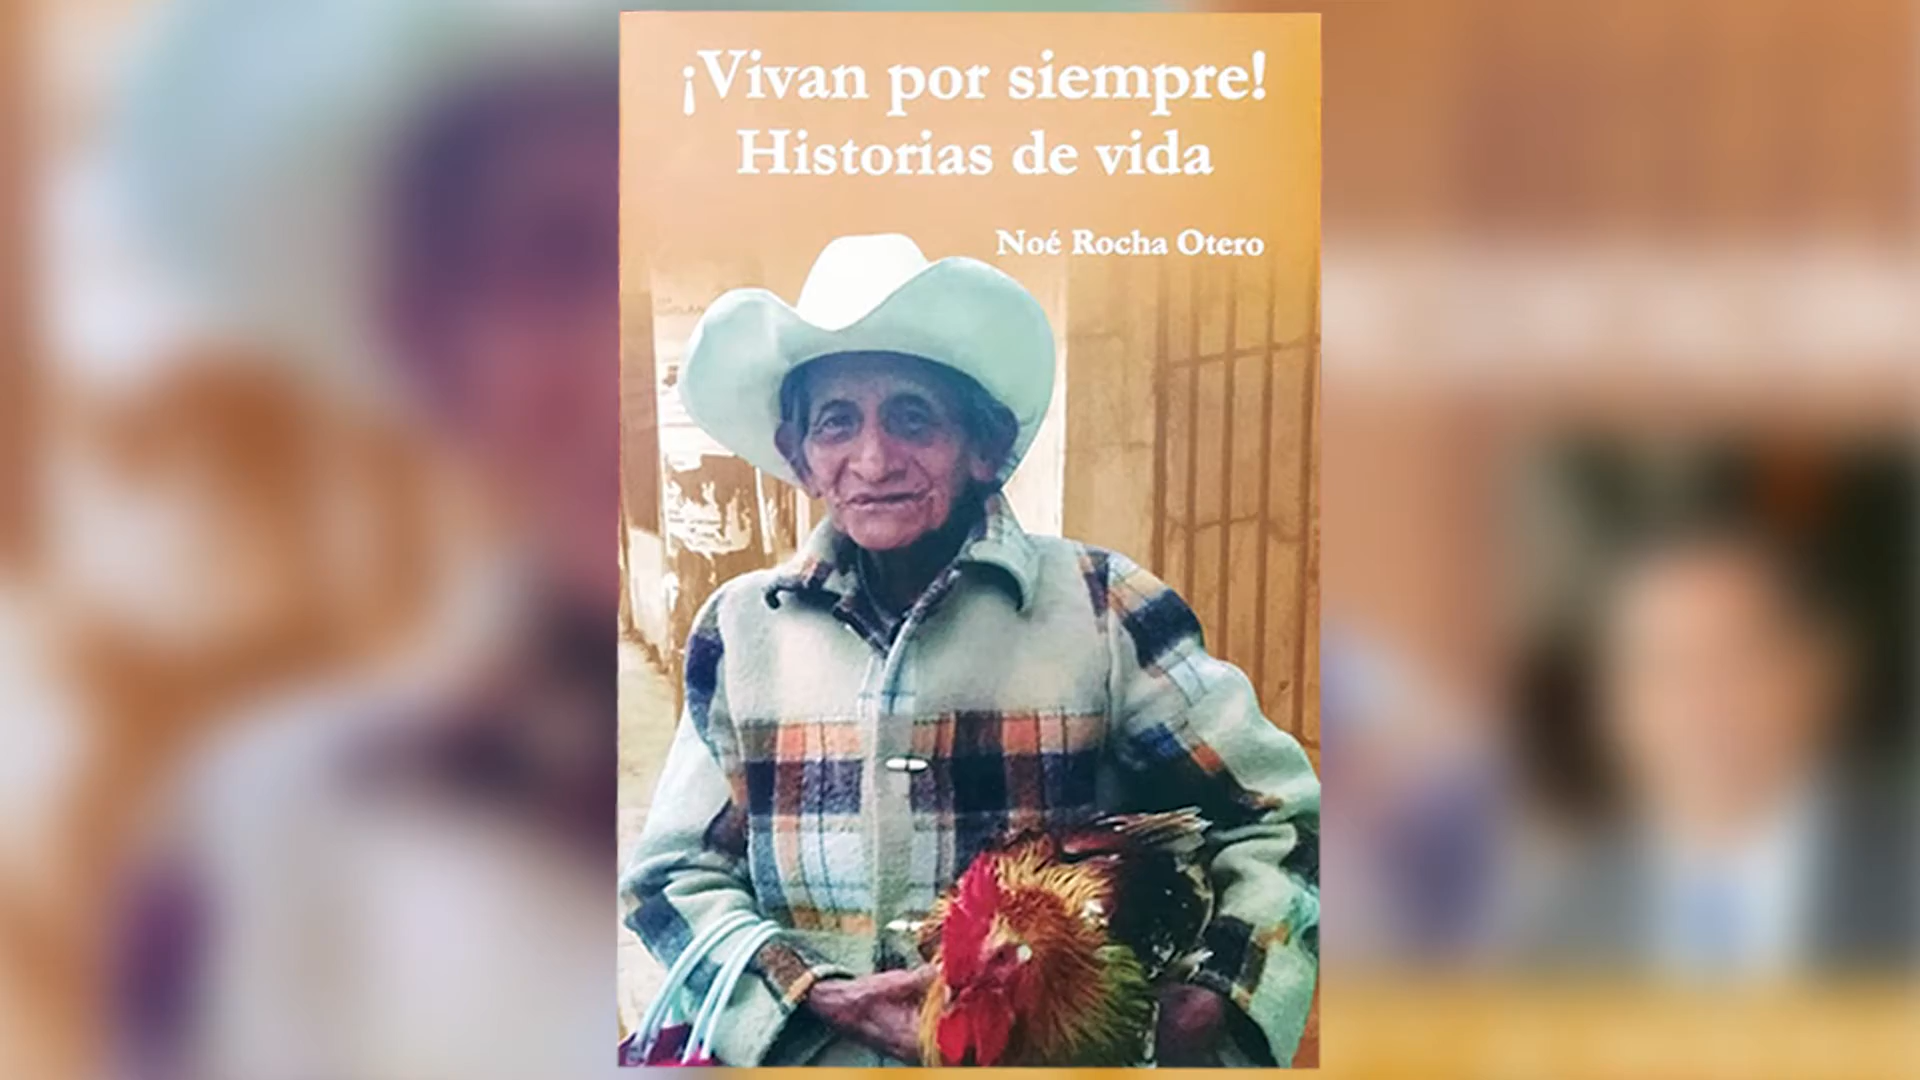 ¡Vivan por siempre!
Historias de vida
Noé Rocha Otero